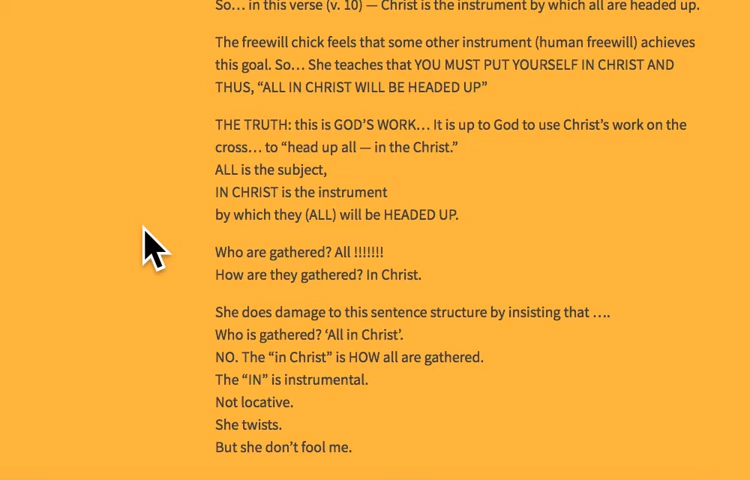 So… in this verse (v. 10) — Christ is the instrument by which all are headed up.
The freewill chick feels that some other instrument (human freewill) achieves
this goal. So… She teaches that YOU MUST PUT YOURSELF IN CHRIST AND
THUS, “ALL IN CHRIST WILL BE HEADED UP”
THE TRUTH: this is GOD’S WORK… It is up to God to use Christ’s work on the
cross… to “head up all — in the Christ.”
ALL is the subject,
IN CHRIST is the instrument
by which they (ALL) will be HEADED UP.
Who are gathered? All !!!!!!!
How are they gathered? In Christ.
She does damage to this sentence structure by insisting that ….
Who is gathered? ‘All in Christ’.
NO. The “in Christ” is HOW all are gathered.
The “IN” is instrumental.
Not locative.
She twists.
But she don’t fool me.